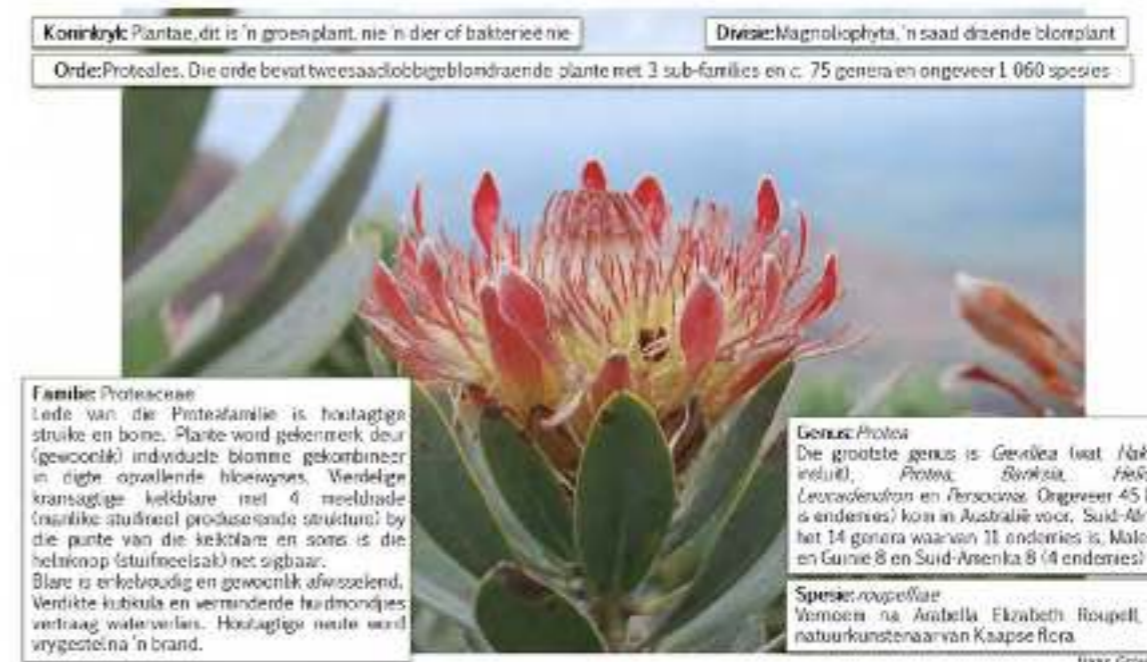 Koninkryk: Plantae, dit is 'n groen plant, nie 'n dier of bakterieë nie
Divisie: Magnoliophyta, 'n saad draende blomplant
Orde: Proteales. Die orde bevat tweesaadlobbige blomdraende plante met 3 sub-families en c. 75 genera en ongeveer 1 060 spesies
Familie: Proteaceae
Lede van die Proteafamilie is houtagtige
struike en bome. Plante word gekenmerk deur
(gewoonlik) individuele blomme gekombineer
in digte opvallende bloeiwyses. Vierdelige
kransagtige kelkblare met 4 meeldrade
(manlike stuifmeel produserende strukture) by
die punte van die kelkblare en soms is die
helmknop (stuifmeelsak) net sigbaar.
Blare is enkelvoudig en gewoonlik afwisselend.
Verdikte kutikula en verminderde huidmondjies
vertraag waterverlies. Houtagtige neute word
vrygestel na 'n brand.
Genus: Protea
Die grootste genus is Grevillea (wat
insluit), Protea, Banksia,
Leucadendron en Persoonia. Ongeveer 45
is endemies) kom in Australië voor.
het 14 genera waarvan 11 endemies is,
en Guinie 8 en Suid-Amerika 8 (4 endemies)
Spesie: roupelliae
Vernoem na Arabella Elizabeth Roupell,
natuurkunstenaar van Kaapse flora